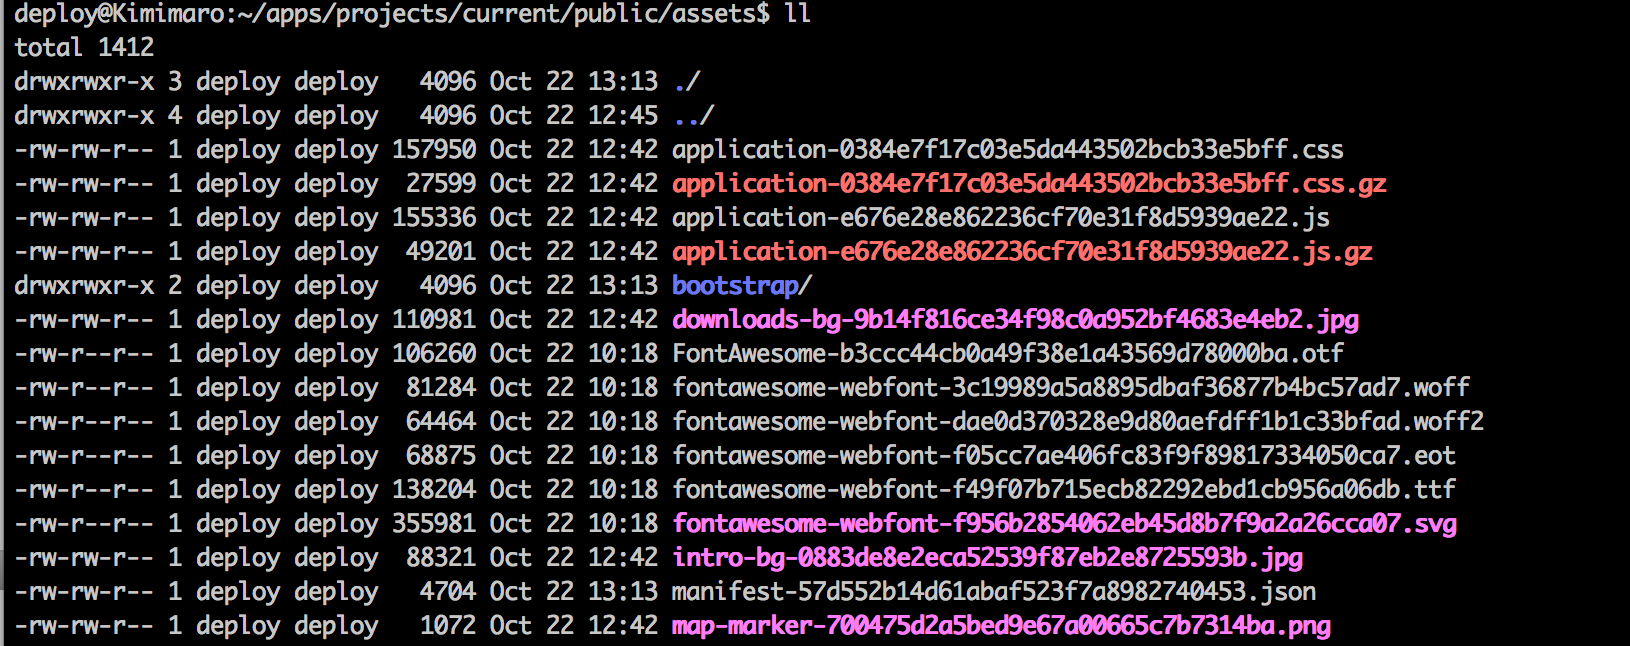 deploy@Kimimaro:~/apps/projects/current/public/assets$ ll
total 1412
drwxrwxr-x 3 deploy deploy   4096 Oct 22 13:13 ./
drwxrwxr-x 4 deploy deploy   4096 Oct 22 12:45 ../
-rw-rw-r-- 1 deploy deploy 157950 Oct 22 12:42 application-0384e7f17c03e5da443502bcb33e5bff.css
-rw-rw-r-- 1 deploy deploy  27599 Oct 22 12:42 application-0384e7f17c03e5da443502bcb33e5bff.css.gz
-rw-rw-r-- 1 deploy deploy 155336 Oct 22 12:42 application-e676e28e862236cf70e31f8d5939ae22.js
-rw-rw-r-- 1 deploy deploy  49201 Oct 22 12:42 application-e676e28e862236cf70e31f8d5939ae22.js.gz
drwxrwxr-x 2 deploy deploy   4096 Oct 22 13:13 bootstrap/
-rw-rw-r-- 1 deploy deploy 110981 Oct 22 12:42 downloads-bg-9b14f816ce34f98c0a952bf4683e4eb2.jpg
-rw-r--r-- 1 deploy deploy 106260 Oct 22 10:18 FontAwesome-b3ccc44cb0a49f38e1a43569d78000ba.otf
-rw-r--r-- 1 deploy deploy  81284 Oct 22 10:18 fontawesome-webfont-3c19989a5a8895dbaf36877b4bc57ad7.woff
-rw-r--r-- 1 deploy deploy  64464 Oct 22 10:18 fontawesome-webfont-dae0d370328e9d80aefdff1b1c33bfad.woff2
-rw-r--r-- 1 deploy deploy  68875 Oct 22 10:18 fontawesome-webfont-f05cc7ae406fc83f9f89817334050ca7.eot
-rw-r--r-- 1 deploy deploy 138204 Oct 22 10:18 fontawesome-webfont-f49f07b715ecb82292ebd1cb956a06db.ttf
-rw-r--r-- 1 deploy deploy 355981 Oct 22 10:18 fontawesome-webfont-f956b2854062eb45d8b7f9a2a26cca07.svg
-rw-rw-r-- 1 deploy deploy  88321 Oct 22 12:42 intro-bg-0883de8e2eca52539f87eb2e8725593b.jpg
-rw-rw-r-- 1 deploy deploy   4704 Oct 22 13:13 manifest-57d552b14d61abaf523f7a8982740453.json
-rw-rw-r-- 1 deploy deploy   1072 Oct 22 12:42 map-marker-700475d2a5bed9e67a00665c7b7314ba.png